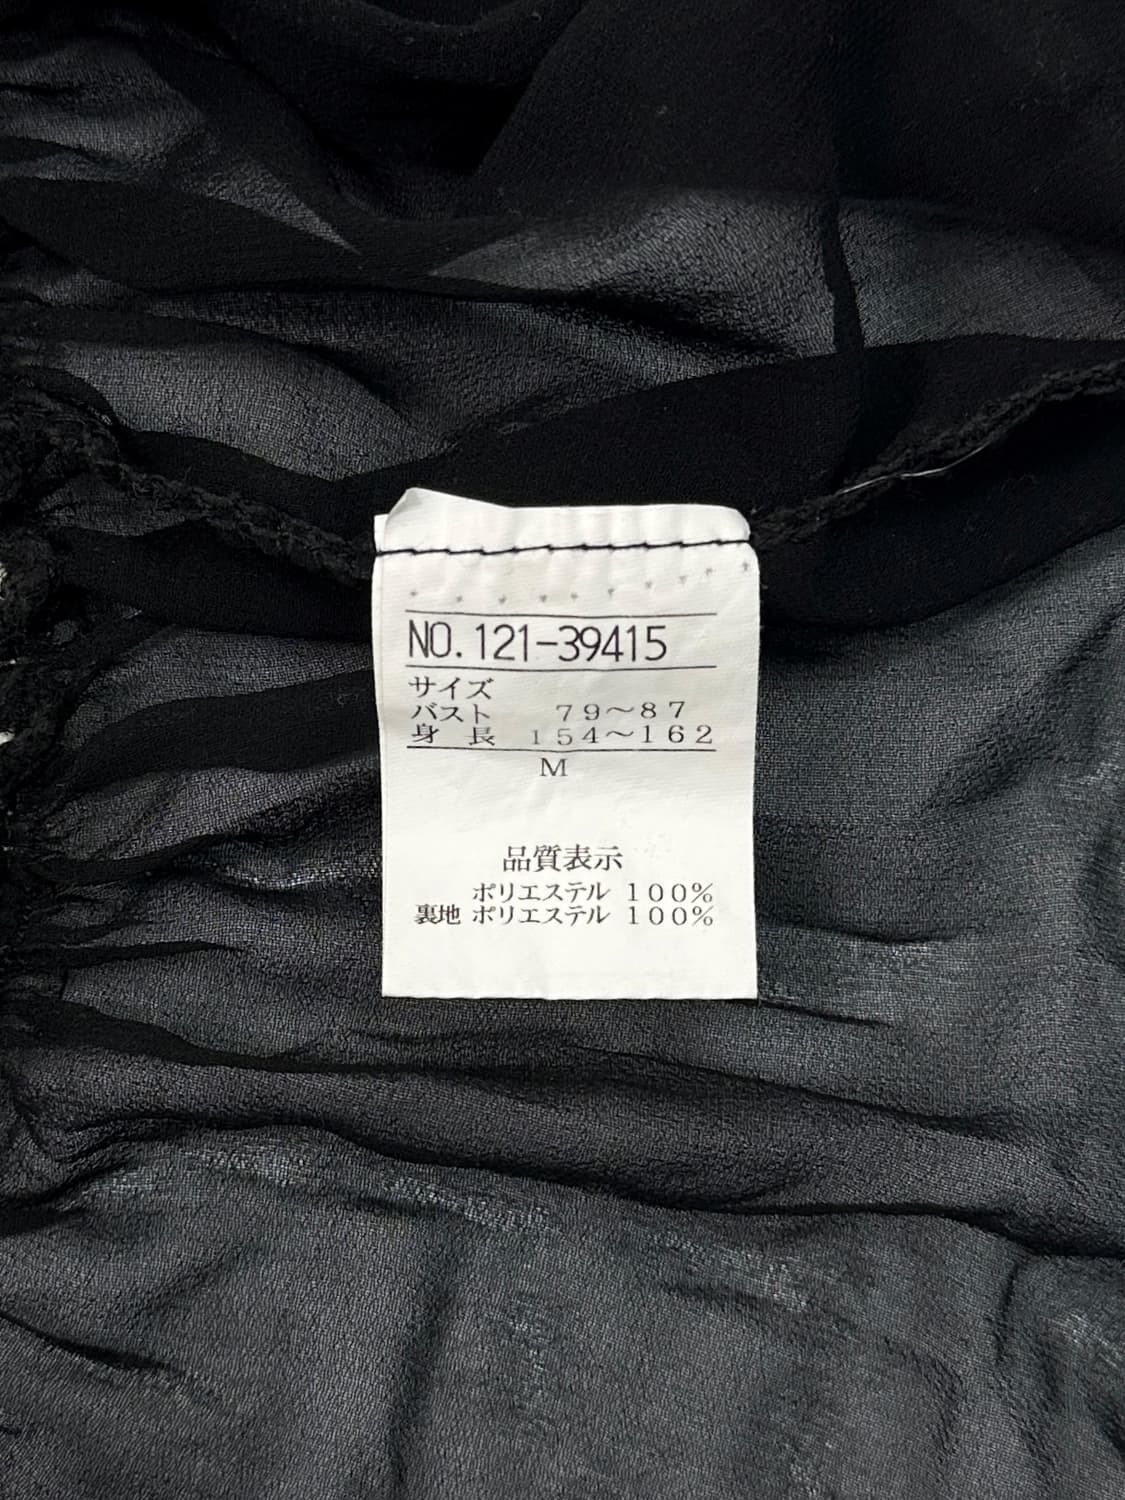 NO.121-39415
サイズ
バスト 79〜87
身長 154〜162
M
品質表示
ポリエステル 100%
裏地 ポリエステル 100%